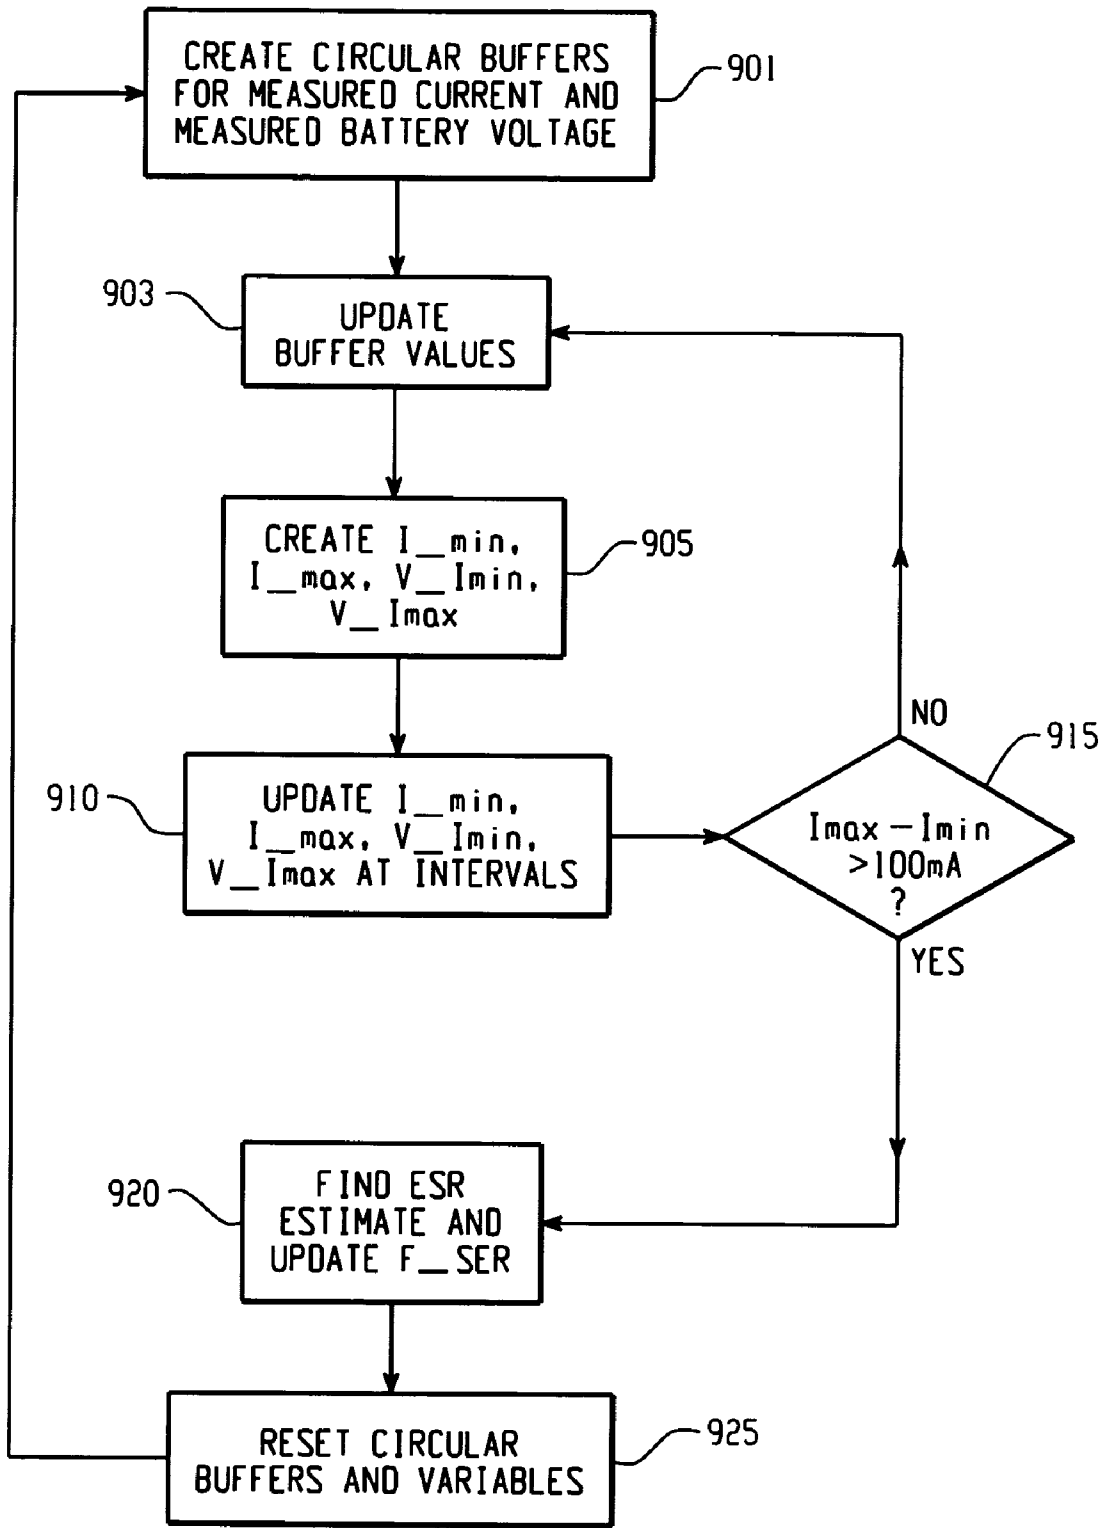 CREATE CIRCULAR BUFFERS
FOR MEASURED CURRENT AND
MEASURED BATTERY VOLTAGE
901
903
UPDATE
BUFFER VALUES
CREATE I_min,
I_max, V_Imin,
V_Imax
905
NO
915
910
UPDATE I_min,
I_max, V_Imin,
V_Imax AT INTERVALS
Imax – Imin
>100mA
?
YES
920
FIND ESR
ESTIMATE AND
UPDATE F_SER
RESET CIRCULAR
BUFFERS AND VARIABLES
925